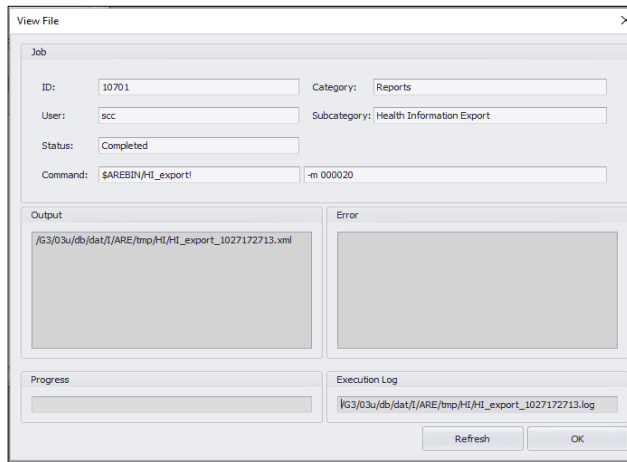 View File
Job
ID: 10701 Category: Reports
User: scc Subcategory: Health Information Export
Status: Completed
Command: $AREBIN/HI_export! -m 000020
Output Error
/G3/03u/db/dat/I/ARE/tmp/HI/HI_export_1027172713.xml
Progress Execution Log
/G3/03u/db/dat/I/ARE/tmp/HI/HI_export_1027172713.log
Refresh OK